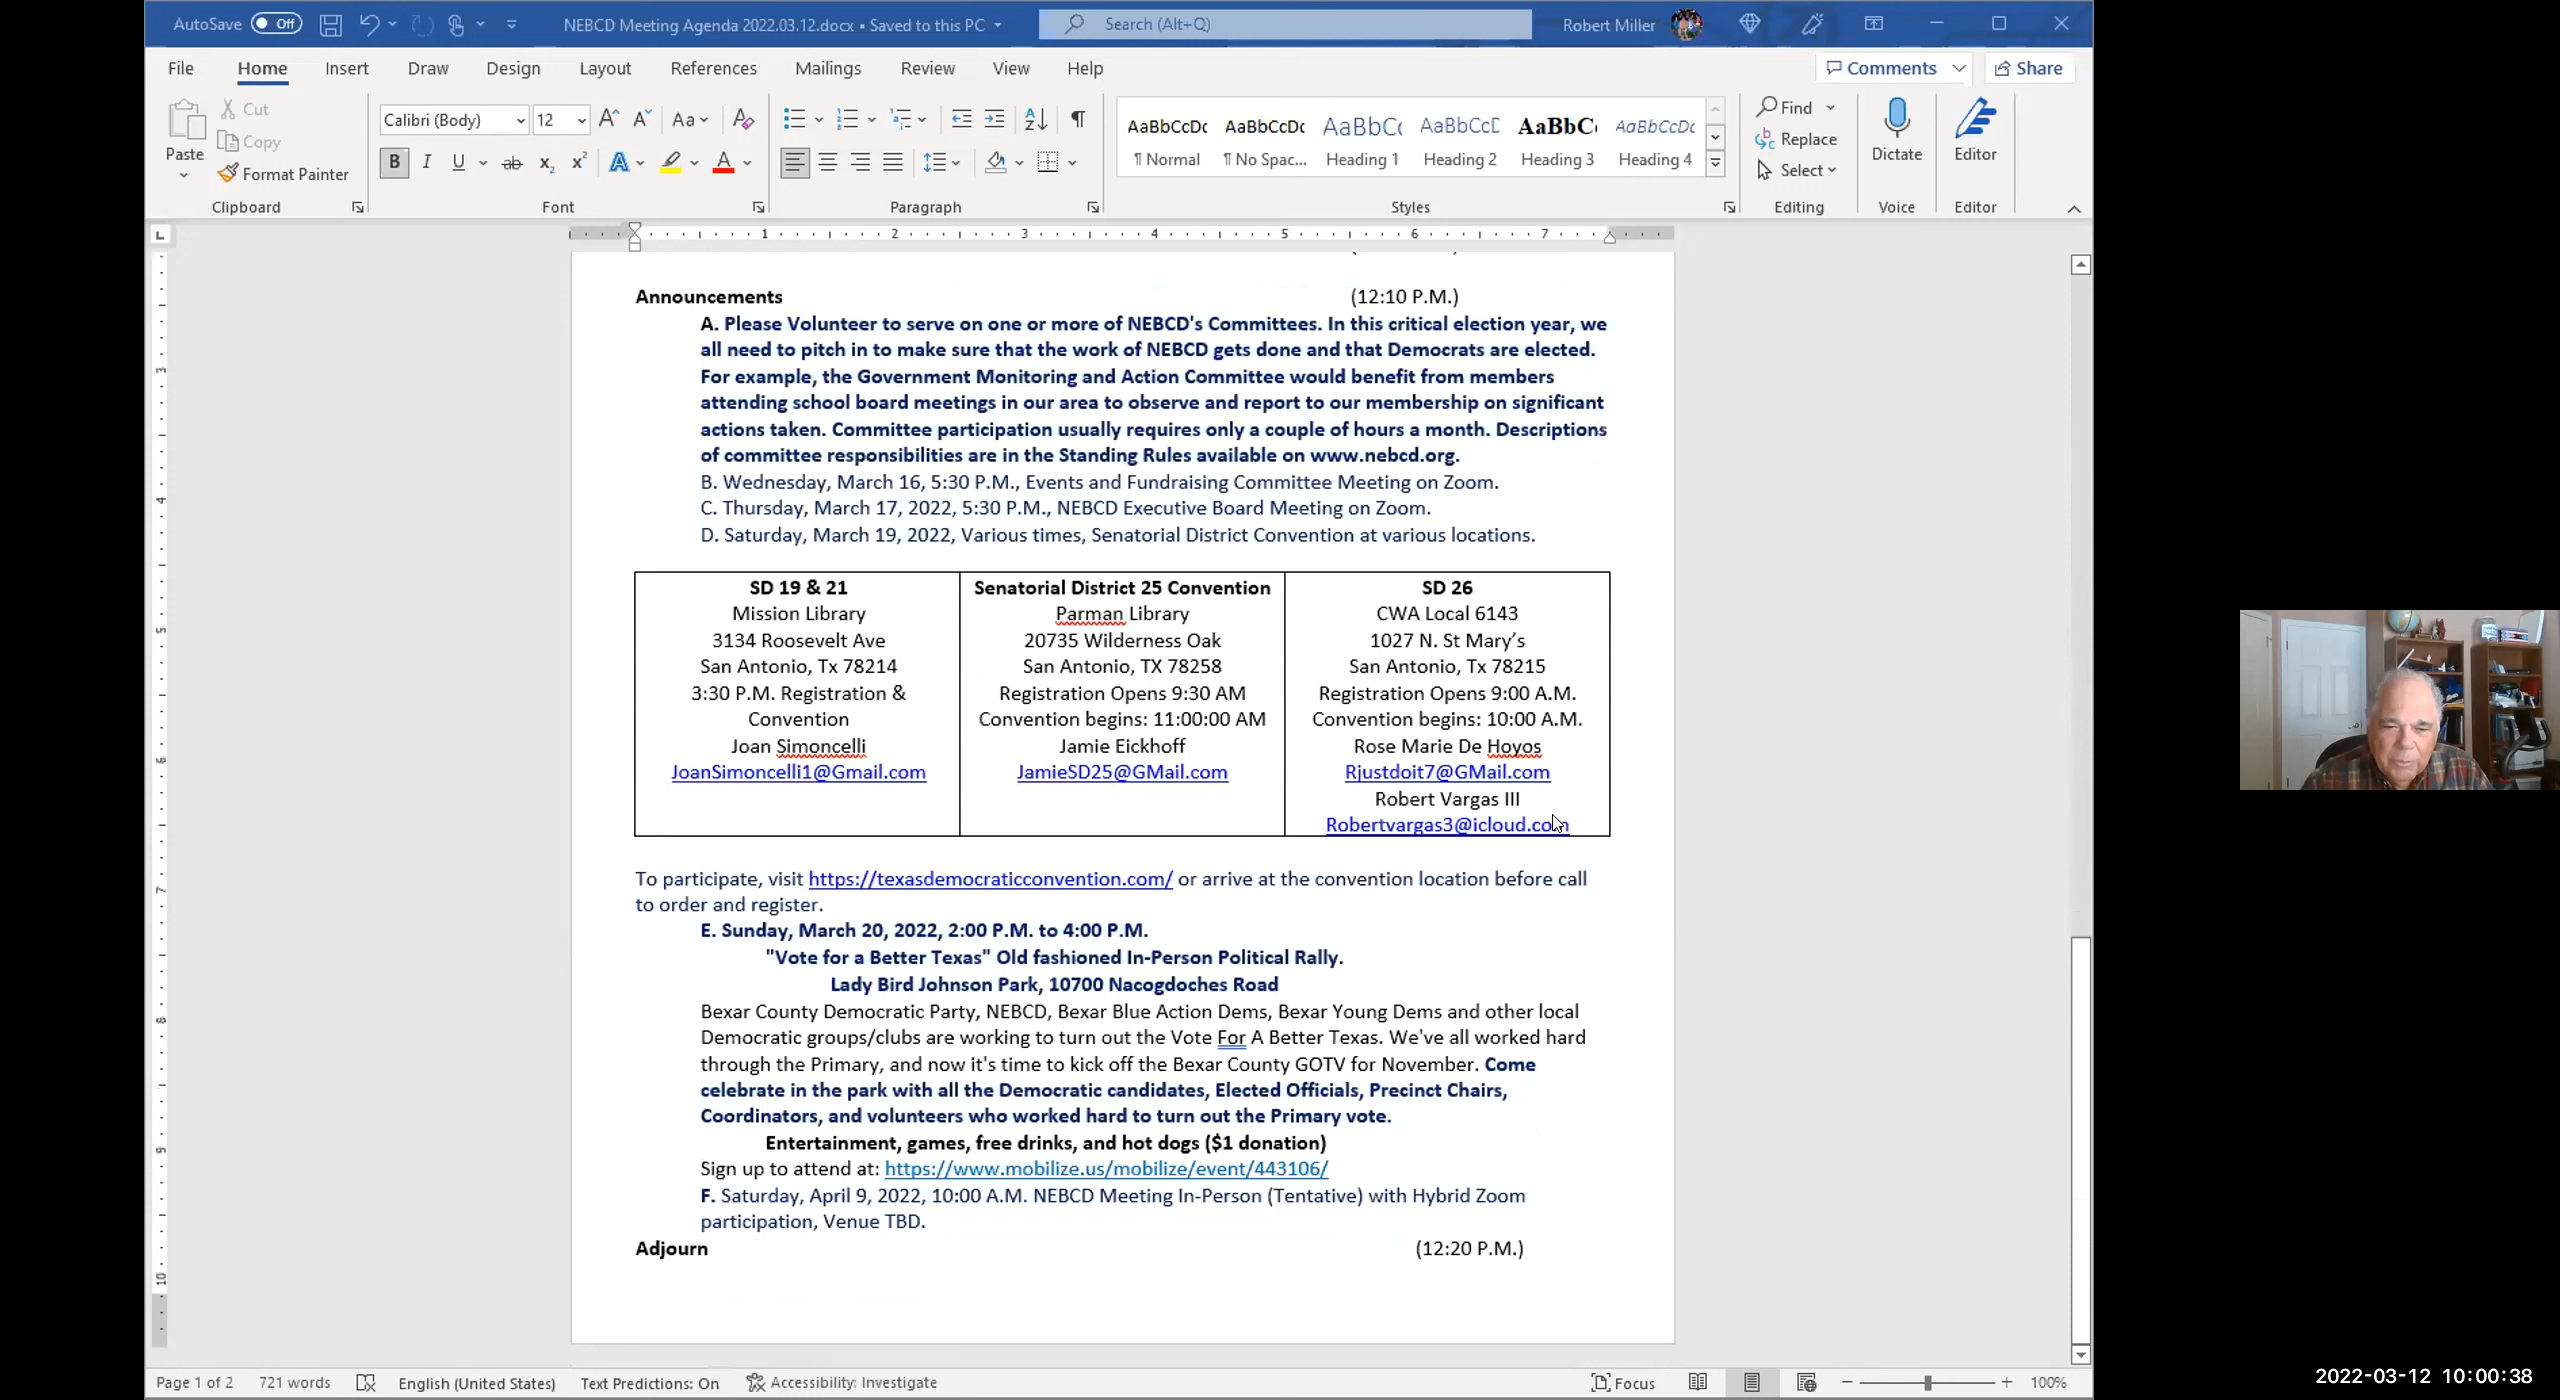 AutoSave Off NEBCD Meeting Agenda 2022.03.12.docx • Saved to this PC Search (Alt+Q) Robert Miller
File Home Insert Draw Design Layout References Mailings Review View Help Comments Share
Paste Cut Copy Format Painter
Calibri (Body) 12 Aa
B I U ab x₂ x² A A
AaBbCcDc AaBbCcDc AaBbC( AaBbCcE AaBbC( AaBbCcDc
¶ Normal ¶ No Spac... Heading 1 Heading 2 Heading 3 Heading 4
Find Replace Select
Dictate Editor
Clipboard Font Paragraph Styles Editing Voice Editor
1 2 3 4 5 6 7
Announcements (12:10 P.M.)
A. Please Volunteer to serve on one or more of NEBCD's Committees. In this critical election year, we
all need to pitch in to make sure that the work of NEBCD gets done and that Democrats are elected.
For example, the Government Monitoring and Action Committee would benefit from members
attending school board meetings in our area to observe and report to our membership on significant
actions taken. Committee participation usually requires only a couple of hours a month. Descriptions
of committee responsibilities are in the Standing Rules available on www.nebcd.org.
B. Wednesday, March 16, 5:30 P.M., Events and Fundraising Committee Meeting on Zoom.
C. Thursday, March 17, 2022, 5:30 P.M., NEBCD Executive Board Meeting on Zoom.
D. Saturday, March 19, 2022, Various times, Senatorial District Convention at various locations.
SD 19 & 21
Mission Library
3134 Roosevelt Ave
San Antonio, Tx 78214
3:30 P.M. Registration &
Convention
Joan Simoncelli
JoanSimoncelli1@Gmail.com
Senatorial District 25 Convention
Parman Library
20735 Wilderness Oak
San Antonio, TX 78258
Registration Opens 9:30 AM
Convention begins: 11:00:00 AM
Jamie Eickhoff
JamieSD25@GMail.com
SD 26
CWA Local 6143
1027 N. St Mary’s
San Antonio, Tx 78215
Registration Opens 9:00 A.M.
Convention begins: 10:00 A.M.
Rose Marie De Hoyos
Rjustdoit7@GMail.com
Robert Vargas III
Robertvargas3@icloud.com
To participate, visit https://texasdemocraticconvention.com/ or arrive at the convention location before call
to order and register.
E. Sunday, March 20, 2022, 2:00 P.M. to 4:00 P.M.
"Vote for a Better Texas" Old fashioned In-Person Political Rally.
Lady Bird Johnson Park, 10700 Nacogdoches Road
Bexar County Democratic Party, NEBCD, Bexar Blue Action Dems, Bexar Young Dems and other local
Democratic groups/clubs are working to turn out the Vote For A Better Texas. We've all worked hard
through the Primary, and now it's time to kick off the Bexar County GOTV for November. Come
celebrate in the park with all the Democratic candidates, Elected Officials, Precinct Chairs,
Coordinators, and volunteers who worked hard to turn out the Primary vote.
Entertainment, games, free drinks, and hot dogs ($1 donation)
Sign up to attend at: https://www.mobilize.us/mobilize/event/443106/
F. Saturday, April 9, 2022, 10:00 A.M. NEBCD Meeting In-Person (Tentative) with Hybrid Zoom
participation, Venue TBD.
Adjourn (12:20 P.M.)
Page 1 of 2 721 words English (United States) Text Predictions: On Accessibility: Investigate Focus 100%
2022-03-12 10:00:38